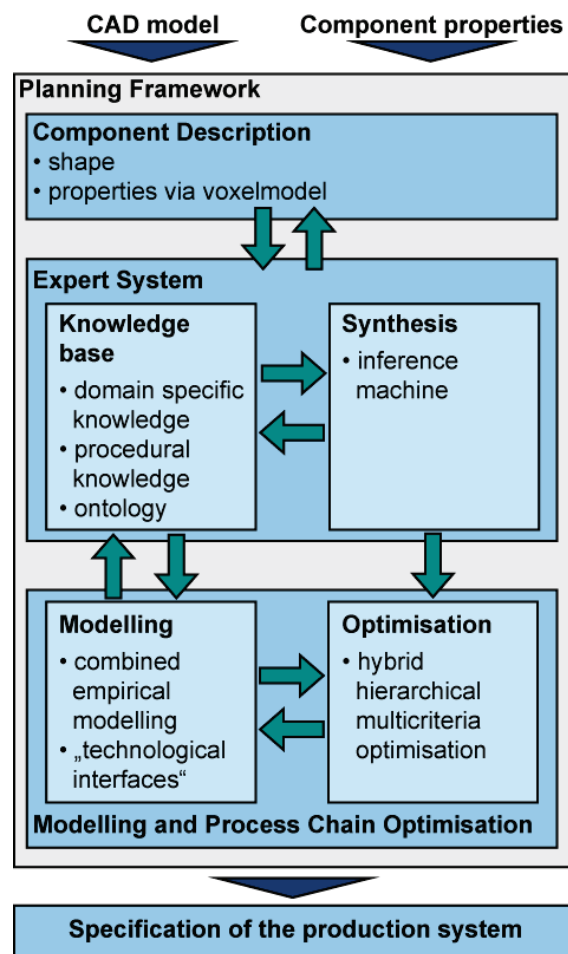 CAD model
Component properties
Planning Framework
Component Description
• shape
• properties via voxelmodel
Expert System
Knowledge
base
• domain specific
knowledge
• procedural
knowledge
• ontology
Synthesis
• inference
machine
Modelling
• combined
empirical
modelling
• „technological
interfaces“
Optimisation
• hybrid
hierarchical
multicriteria
optimisation
Modelling and Process Chain Optimisation
Specification of the production system